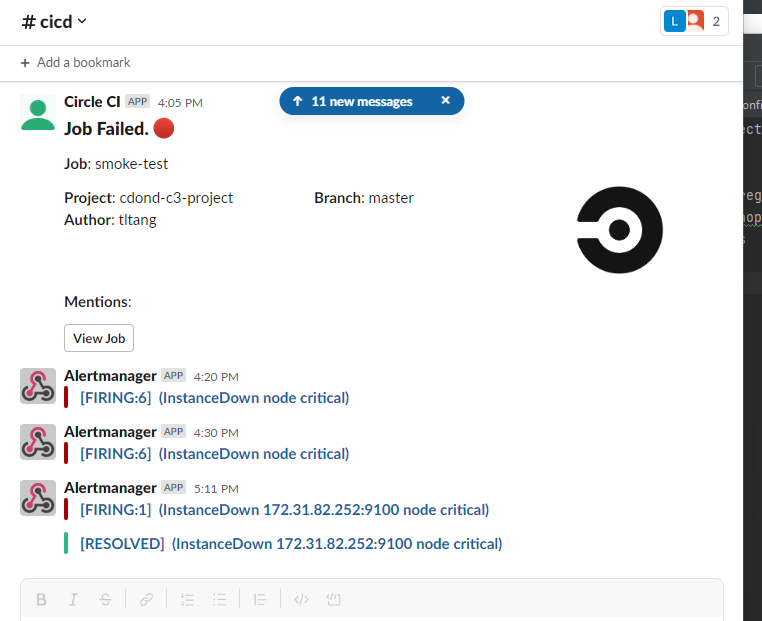 # cicd
L 2
+ Add a bookmark
Circle CI APP 4:05 PM
11 new messages
Job Failed.
Job: smoke-test
Project: cdond-c3-project Branch: master
Author: tltang
Mentions:
View Job
Alertmanager APP 4:20 PM
[FIRING:6] (InstanceDown node critical)
Alertmanager APP 4:30 PM
[FIRING:6] (InstanceDown node critical)
Alertmanager APP 5:11 PM
[FIRING:1] (InstanceDown 172.31.82.252:9100 node critical)
[RESOLVED] (InstanceDown 172.31.82.252:9100 node critical)
B I S